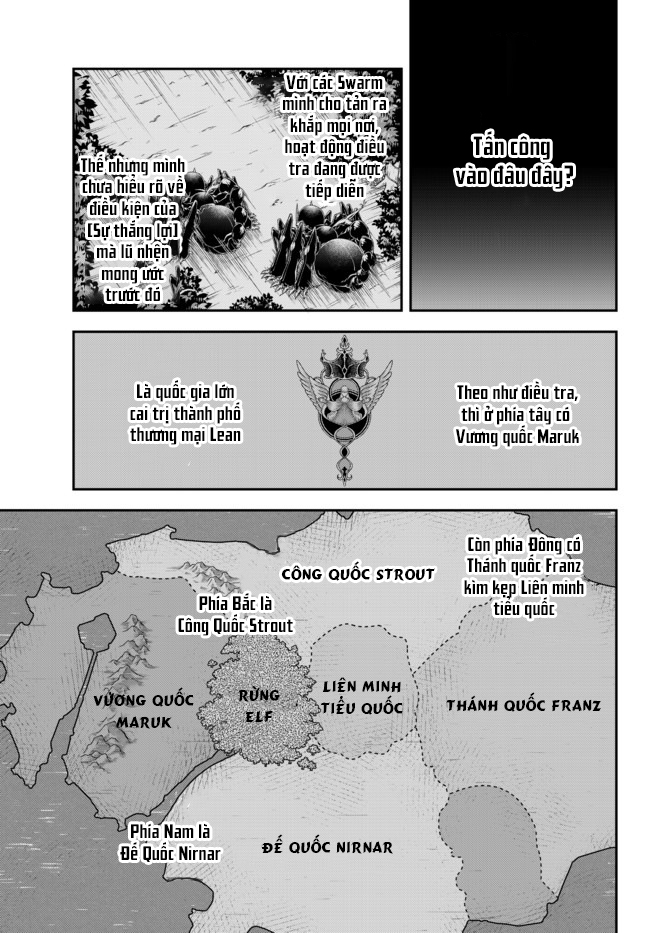 Tấn công
vào đâu đây?
Với các Swarm
mình cho tản ra
khắp mọi nơi,
hoạt động điều
tra đang được
tiếp diễn
Thế nhưng mình
chưa hiểu rõ về
điều kiện của
[Sự thắng lợi]
mà lũ nhện
mong ước
trước đó
Theo như điều tra,
thì ở phía tây có
Vương quốc Maruk
Là quốc gia lớn
cai trị thành phố
thương mại Lean
Còn phía Đông có
Thánh quốc Franz
kìm kẹp Liên minh
tiểu quốc
CÔNG QUỐC STROUT
Phía Bắc là
Công Quốc Strout
VƯƠNG QUỐC
MARUK
RỪNG
ELF
LIÊN MINH
TIỂU QUỐC
THÁNH QUỐC FRANZ
Phía Nam là
Đế Quốc Nirnar
ĐẾ QUỐC NIRNAR